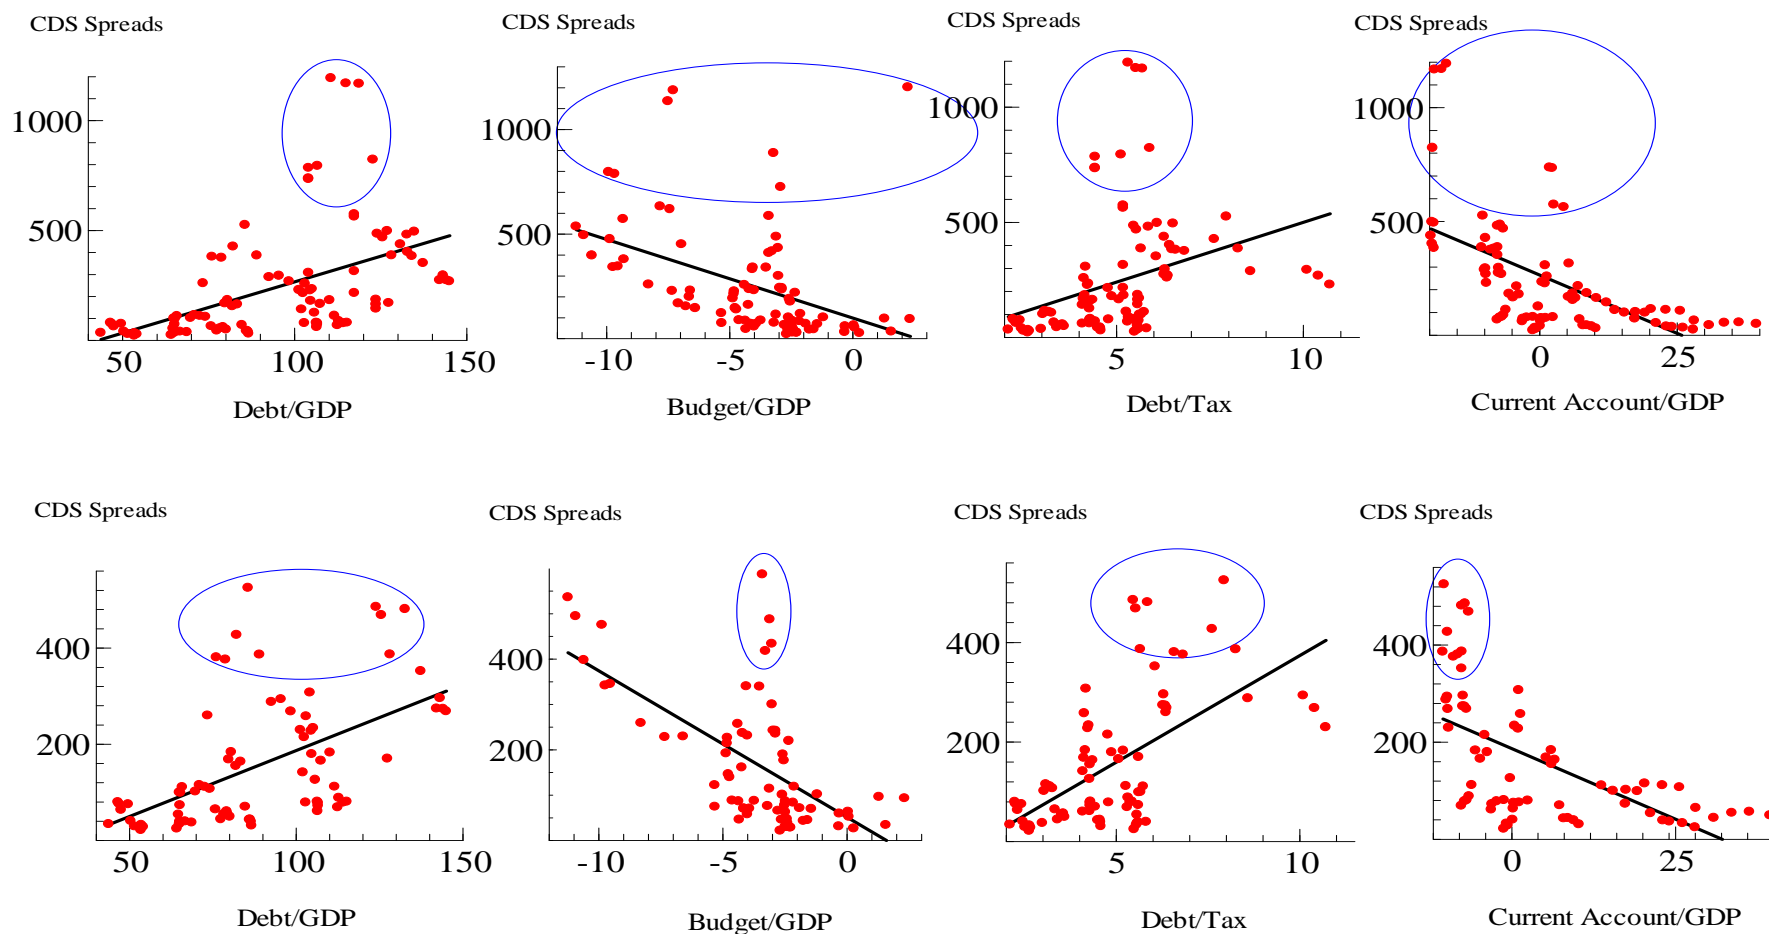 CDS Spreads
1000
500
50
100
150
Debt/GDP
CDS Spreads
1000
500
-10
-5
0
Budget/GDP
CDS Spreads
1000
500
5
10
Debt/Tax
CDS Spreads
1000
500
0
25
Current Account/GDP
CDS Spreads
400
200
50
100
150
Debt/GDP
CDS Spreads
400
200
-10
-5
0
Budget/GDP
CDS Spreads
400
200
5
10
Debt/Tax
CDS Spreads
400
200
0
25
Current Account/GDP